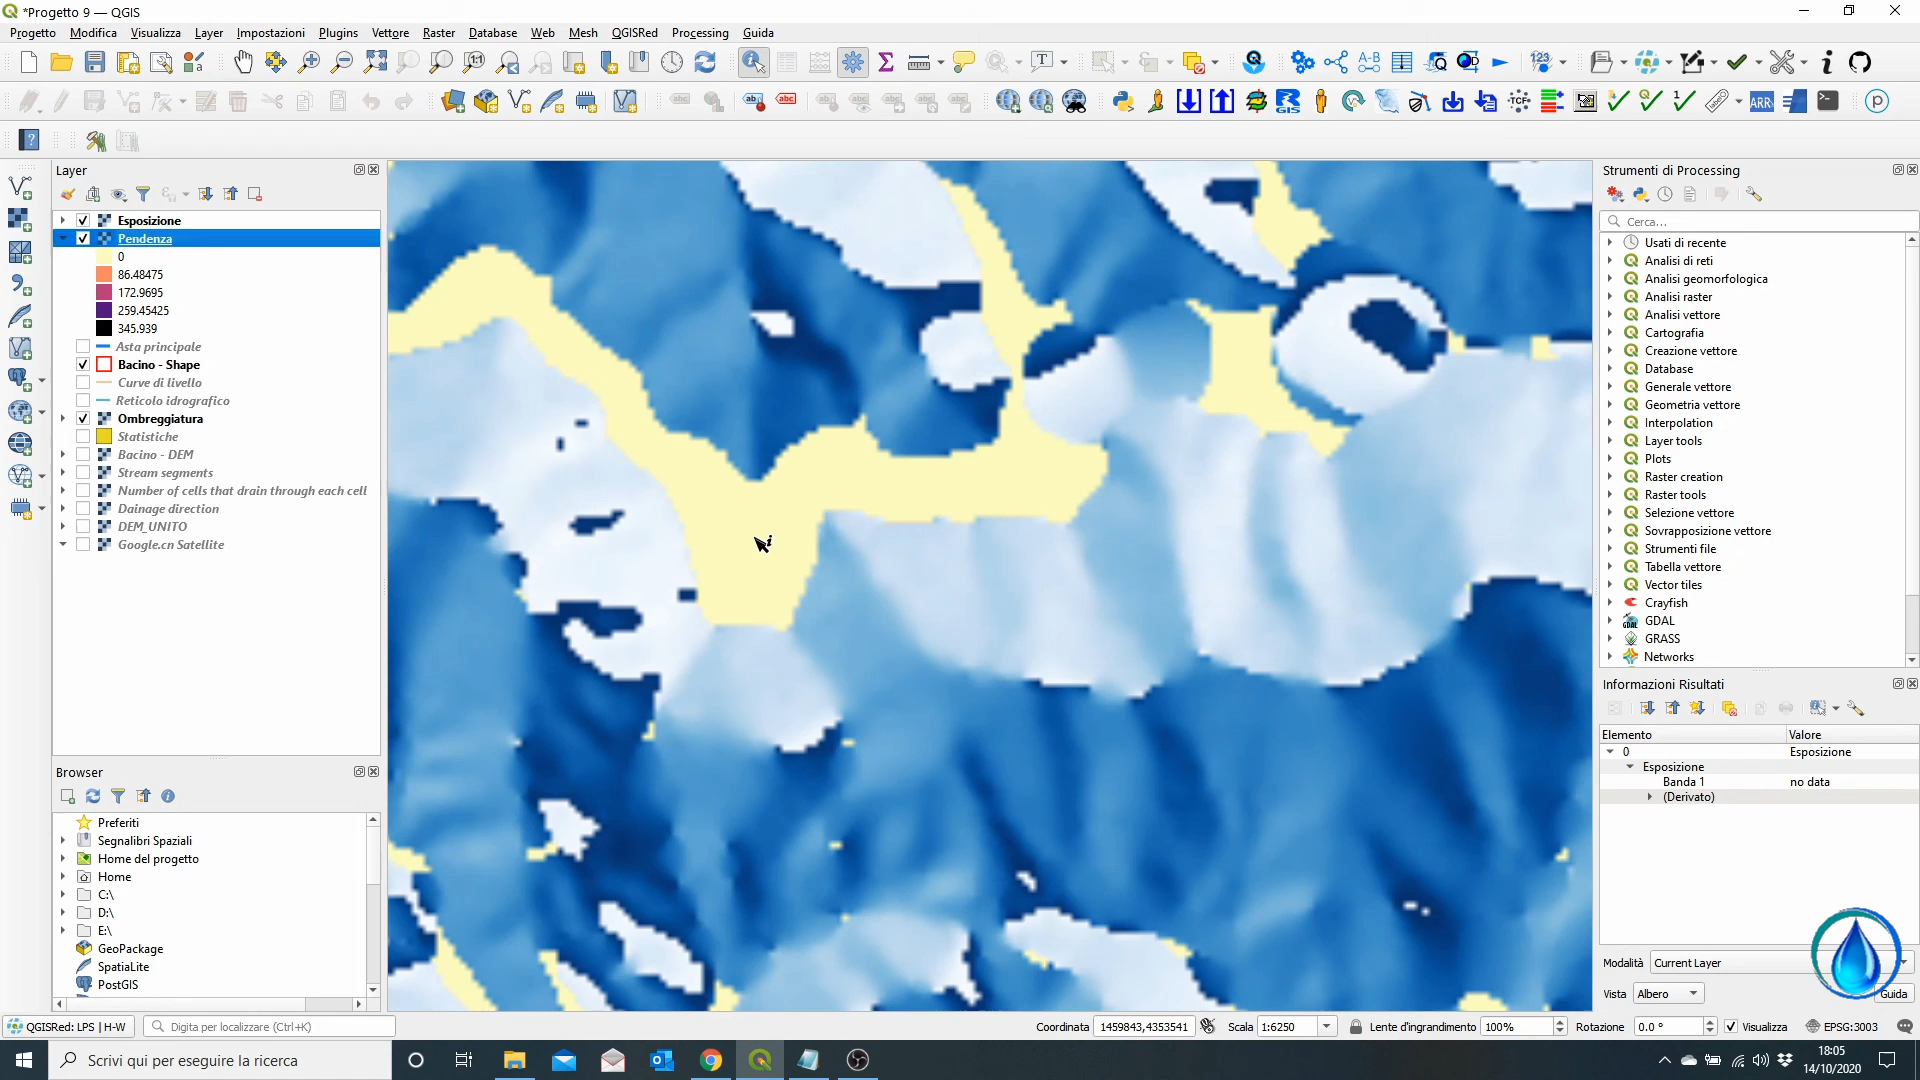 *Progetto 9 — QGIS
Progetto Modifica Visualizza Layer Impostazioni Plugins Vettore Raster Database Web Mesh QGISRed Processing Guida
Layer
Esposizione
Pendenza
0
86.48475
172.9695
259.45425
345.939
Asta principale
Bacino - Shape
Curve di livello
Reticolo idrografico
Ombreggiatura
Statistiche
Bacino - DEM
Stream segments
Number of cells that drain through each cell
Dainage direction
DEM_UNITO
Google.cn Satellite
Browser
Preferiti
Segnalibri Spaziali
Home del progetto
Home
C:\
D:\
E:\
GeoPackage
SpatiaLite
PostGIS
Strumenti di Processing
Cerca...
Usati di recente
Analisi di reti
Analisi geomorfologica
Analisi raster
Analisi vettore
Cartografia
Creazione vettore
Database
Generale vettore
Geometria vettore
Interpolation
Layer tools
Plots
Raster creation
Raster tools
Selezione vettore
Sovrapposizione vettore
Strumenti file
Tabella vettore
Vector tiles
Crayfish
GDAL
GRASS
Networks
Informazioni Risultati
Elemento Valore
0 Esposizione
Esposizione
Banda 1 no data
(Derivato)
Modalità Current Layer
Vista Albero Guida
QGISRed: LPS | H-W Digita per localizzare (Ctrl+K) Coordinata 1459843,4353541 Scala 1:6250 Lente d'ingrandimento 100% Rotazione 0.0 ° Visualizza EPSG:3003
Scrivi qui per eseguire la ricerca
18:05
14/10/2020